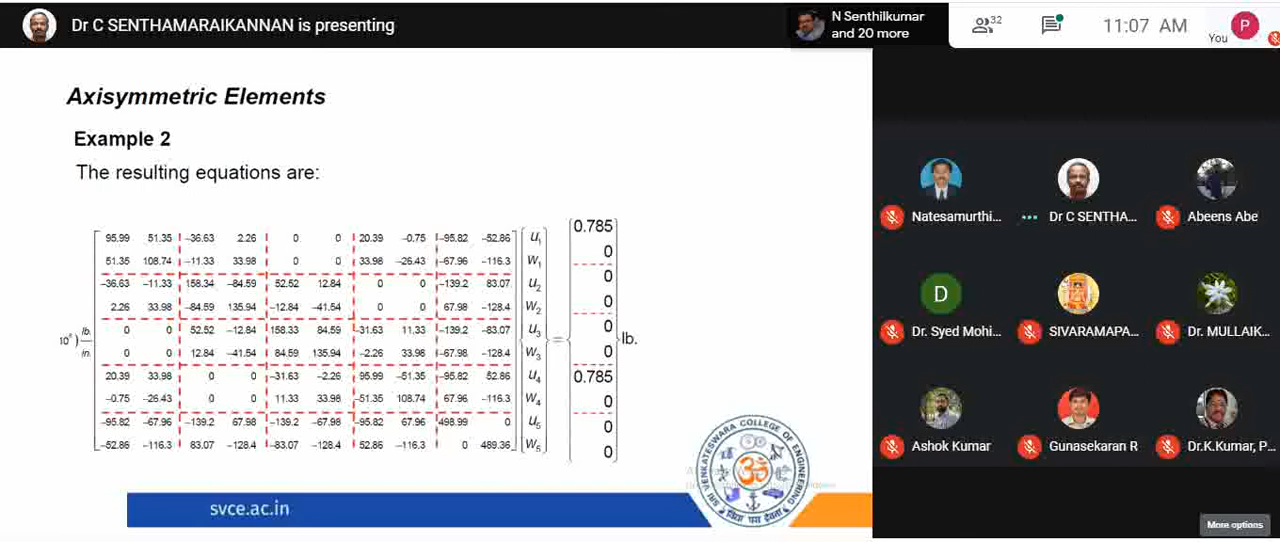 Dr C SENTHAMARAIKANNAN is presenting
N Senthilkumar
and 20 more
32
11:07 AM
You
P
Axisymmetric Elements
Example 2
The resulting equations are:
95.99 51.35 -36.63 2.26 0 0 20.39 -0.75 -95.82 -52.86 u1 0.785
51.35 108.74 -11.33 33.98 0 0 33.98 -26.43 -67.96 -116.3 w1 0
-36.63 -11.33 158.34 -84.59 52.52 12.84 0 0 -139.2 83.07 u2 0
2.26 33.98 -84.59 135.94 -12.84 -41.54 0 0 67.98 -128.4 w2 0
10⁶) lb. in. 0 0 52.52 -12.84 158.33 84.59 -31.63 11.33 -139.2 -83.07 u3 = 0 lb.
0 0 12.84 -41.54 84.59 135.94 -2.26 33.98 -67.98 -128.4 w3 0
20.39 33.98 0 0 -31.63 -2.26 95.99 -51.35 -95.82 52.86 u4 0.785
-0.75 -26.43 0 0 11.33 33.98 -51.35 108.74 67.96 -116.3 w4 0
-95.82 -67.96 -139.2 67.98 -139.2 -67.98 -95.82 67.96 498.99 0 u5 0
-52.86 -116.3 83.07 -128.4 -83.07 -128.4 52.86 -116.3 0 489.36 w5 0
SRI VENKATESWARA COLLEGE OF ENGINEERING
svce.ac.in
Natesamurthi...
Dr C SENTHA...
Abeens Abe
D
Dr. Syed Mohi...
SIVARAMAPA...
Dr. MULLAIK...
Ashok Kumar
Gunasekaran R
Dr.K.Kumar, P...
More options